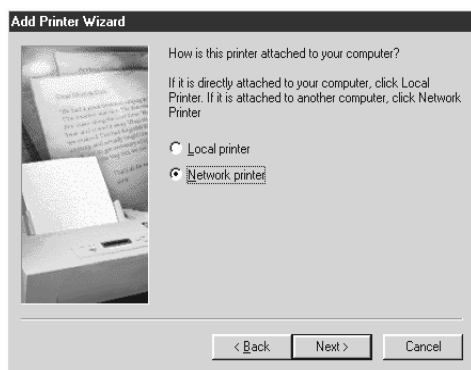 Add Printer Wizard
How is this printer attached to your computer?
If it is directly attached to your computer, click Local
Printer. If it is attached to another computer, click Network
Printer
Local printer
Network printer
< Back
Next >
Cancel